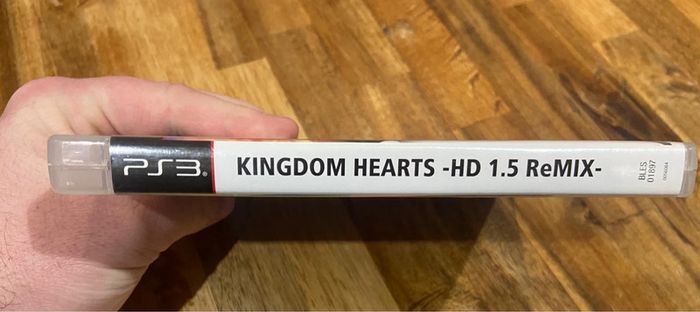 PS3
KINGDOM HEARTS -HD 1.5 ReMIX-
BLES
01897